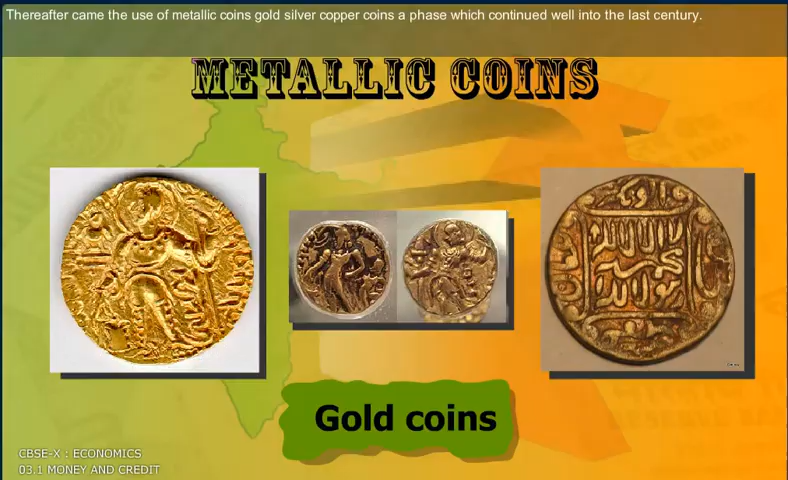 Thereafter came the use of metallic coins gold silver copper coins a phase which continued well into the last century.
METALLIC COINS
Gold coins
CBSE-X : ECONOMICS
03.1 MONEY AND CREDIT